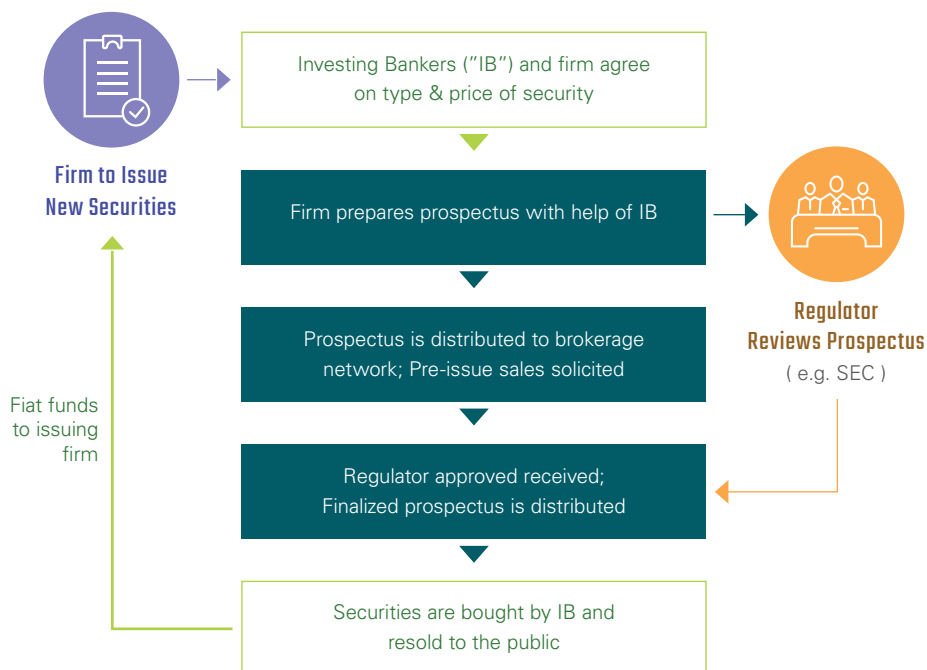 Investing Bankers (”IB”) and firm agree
on type & price of security
Firm to Issue
New Securities
Firm prepares prospectus with help of IB
Regulator
Reviews Prospectus
( e.g. SEC )
Prospectus is distributed to brokerage
network; Pre-issue sales solicited
Fiat funds
to issuing
firm
Regulator approved received;
Finalized prospectus is distributed
Securities are bought by IB and
resold to the public